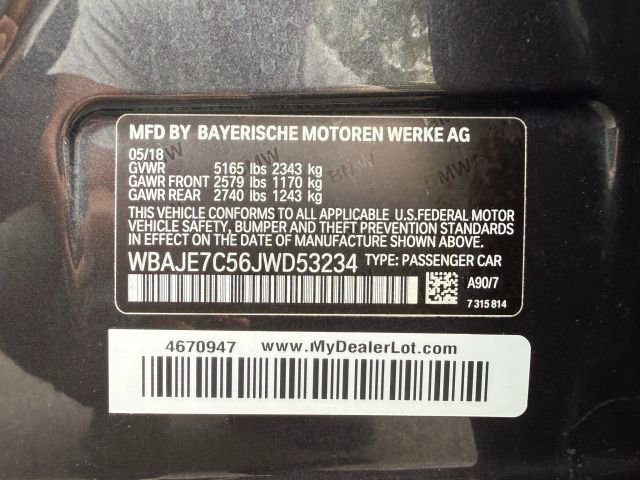 MFD BY BAYERISCHE MOTOREN WERKE AG
05/18
GVWR 5165 lbs 2343 kg
GAWR FRONT 2579 lbs 1170 kg
GAWR REAR 2740 lbs 1243 kg
THIS VEHICLE CONFORMS TO ALL APPLICABLE U.S.FEDERAL MOTOR
VEHICLE SAFETY, BUMPER AND THEFT PREVENTION STANDARDS
IN EFFECT ON THE DATE OF MANUFACTURE SHOWN ABOVE.
WBAJE7C56JWD53234 TYPE: PASSENGER CAR
A90/7
7 315 814
BMW
BMW
BMW
4670947 www.MyDealerLot.com